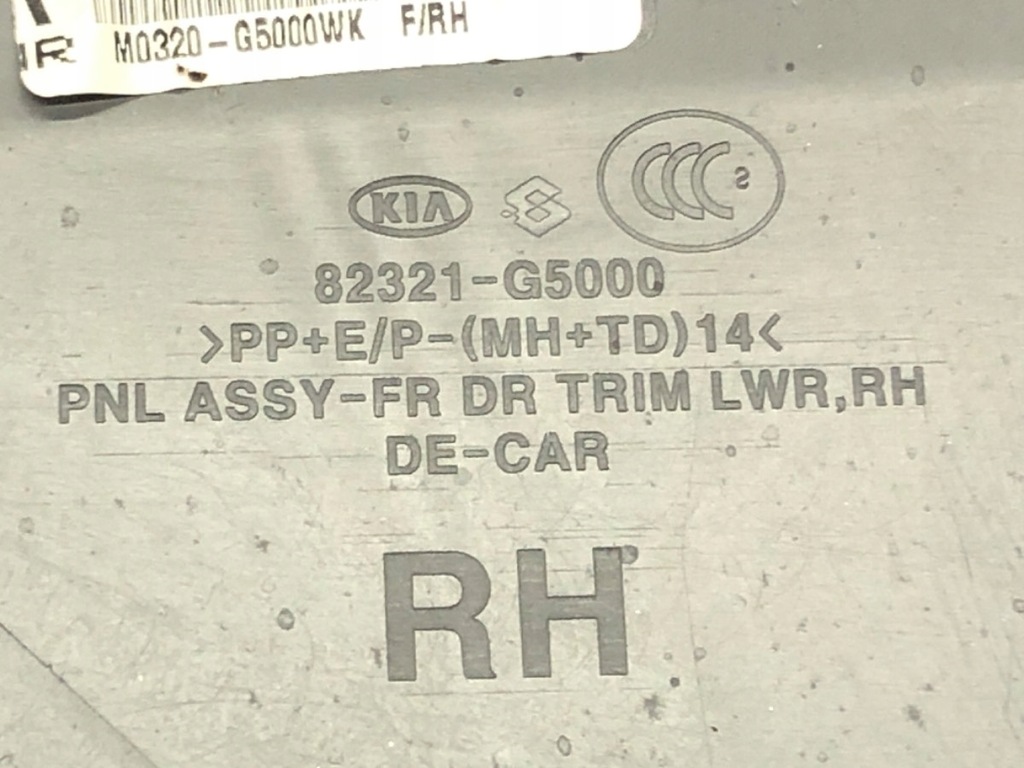 M0320-G5000WK F/RH
KIA
82321-G5000
>PP+E/P-(MH+TD)14<
PNL ASSY-FR DR TRIM LWR,RH
DE-CAR
RH